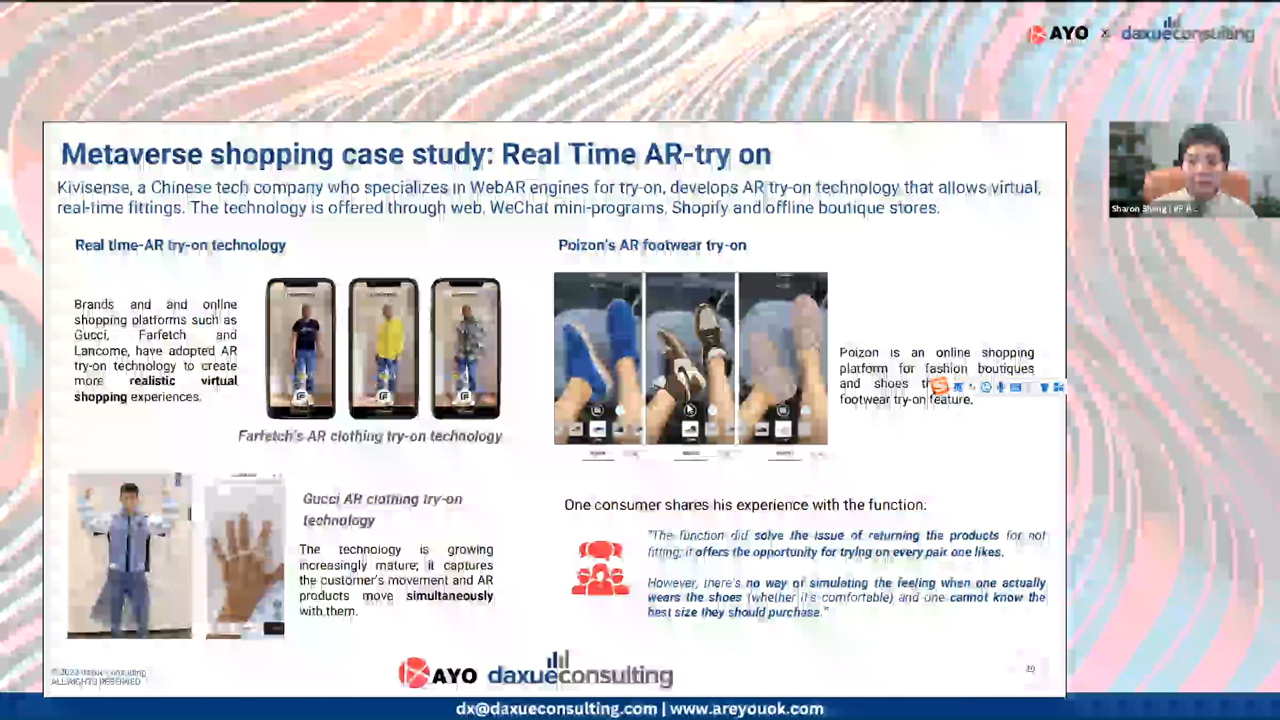 AYO x daxueconsulting
Metaverse shopping case study: Real Time AR-try on
Kivisense, a Chinese tech company who specializes in WebAR engines for try-on, develops AR try-on technology that allows virtual,
real-time fittings. The technology is offered through web, WeChat mini-programs, Shopify and offline boutique stores.
Real time-AR try-on technology
Brands and and online
shopping platforms such as
Gucci, Farfetch and
Lancome, have adopted AR
try-on technology to create
more realistic virtual
shopping experiences.
Farfetch's AR clothing try-on technology
Gucci AR clothing try-on
technology
The technology is growing
increasingly mature; it captures
the customer's movement and AR
products move simultaneously
with them.
Poizon's AR footwear try-on
Poizon is an online shopping
platform for fashion boutiques
and shoes
footwear try-on feature.
One consumer shares his experience with the function:
"The function did solve the issue of returning the products for not
fitting; it offers the opportunity for trying on every pair one likes.
However, there's no way of simulating the feeling when one actually
wears the shoes (whether it's comfortable) and one cannot know the
best size they should purchase."
Sharon
© 2023 daxue consulting
ALL RIGHTS RESERVED
AYO daxueconsulting
dx@daxueconsulting.com | www.areyouok.com